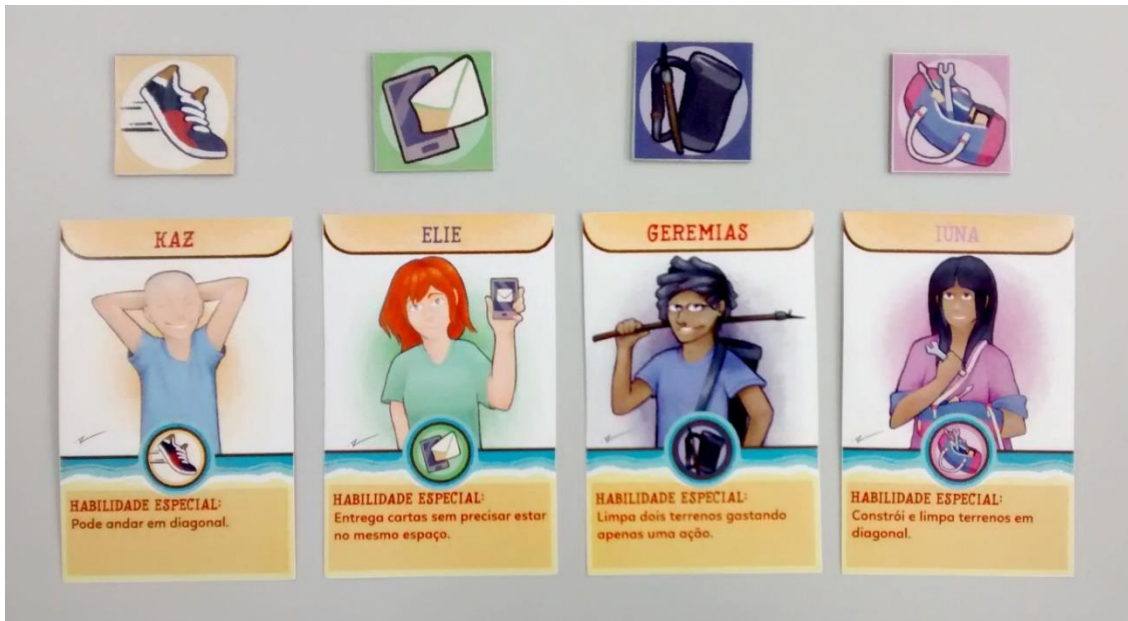 KAZ
HABILIDADE ESPECIAL:
Pode andar em diagonal.
ELIE
HABILIDADE ESPECIAL:
Entrega cartas sem precisar estar
no mesmo espaço.
GEREMIAS
HABILIDADE ESPECIAL:
Limpa dois terrenos gastando
apenas uma ação.
IÚNA
HABILIDADE ESPECIAL:
Constrói e limpa terrenos em
diagonal.